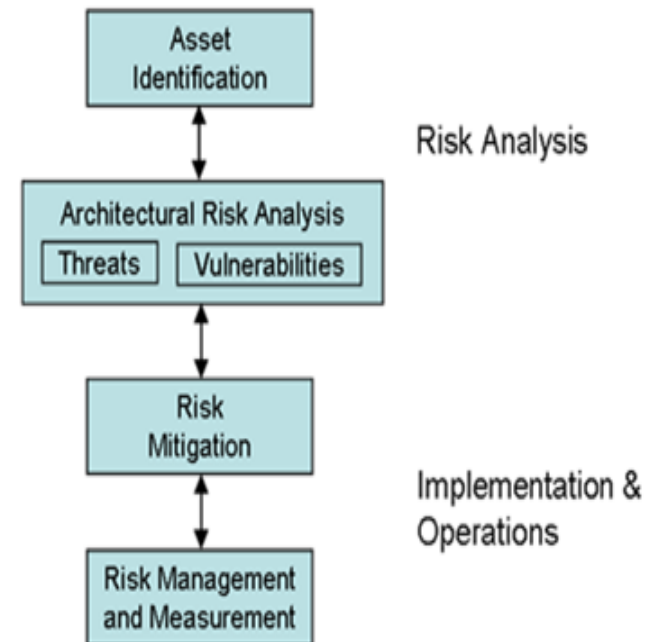 Asset
Identification
Risk Analysis
Architectural Risk Analysis
Threats
Vulnerabilities
Risk
Mitigation
Implementation &
Operations
Risk Management
and Measurement